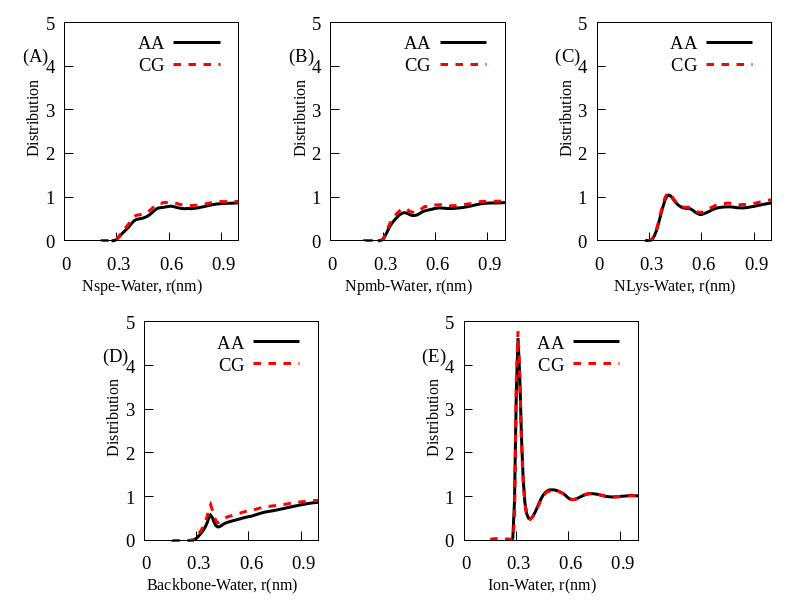 (A)
Distribution
5
4
3
2
1
0
AA
CG
0 0.3 0.6 0.9
Nspe-Water, r(nm)
(B)
Distribution
5
4
3
2
1
0
AA
CG
0 0.3 0.6 0.9
Npmb-Water, r(nm)
(C)
Distribution
5
4
3
2
1
0
AA
CG
0 0.3 0.6 0.9
NLys-Water, r(nm)
(D)
Distribution
5
4
3
2
1
0
AA
CG
0 0.3 0.6 0.9
Backbone-Water, r(nm)
(E)
Distribution
5
4
3
2
1
0
AA
CG
0 0.3 0.6 0.9
Ion-Water, r(nm)